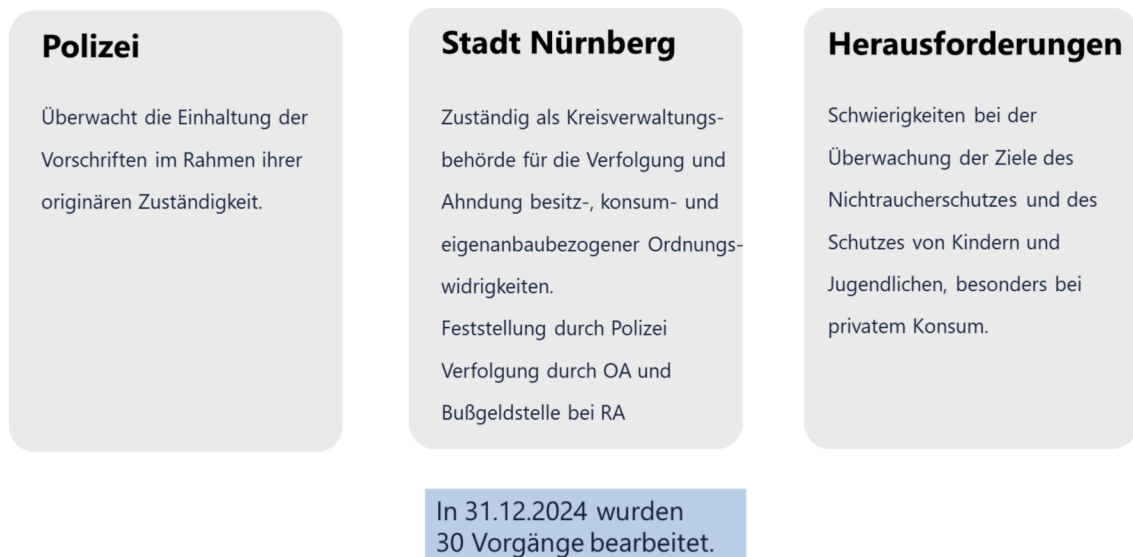 Polizei
Überwacht die Einhaltung der
Vorschriften im Rahmen ihrer
originären Zuständigkeit.
Stadt Nürnberg
Zuständig als Kreisverwaltungs-
behörde für die Verfolgung und
Ahndung besitz-, konsum- und
eigenanbaubezogener Ordnungs-
widrigkeiten.
Feststellung durch Polizei
Verfolgung durch OA und
Bußgeldstelle bei RA
Herausforderungen
Schwierigkeiten bei der
Überwachung der Ziele des
Nichtraucherschutzes und des
Schutzes von Kindern und
Jugendlichen, besonders bei
privatem Konsum.
In 31.12.2024 wurden
30 Vorgänge bearbeitet.